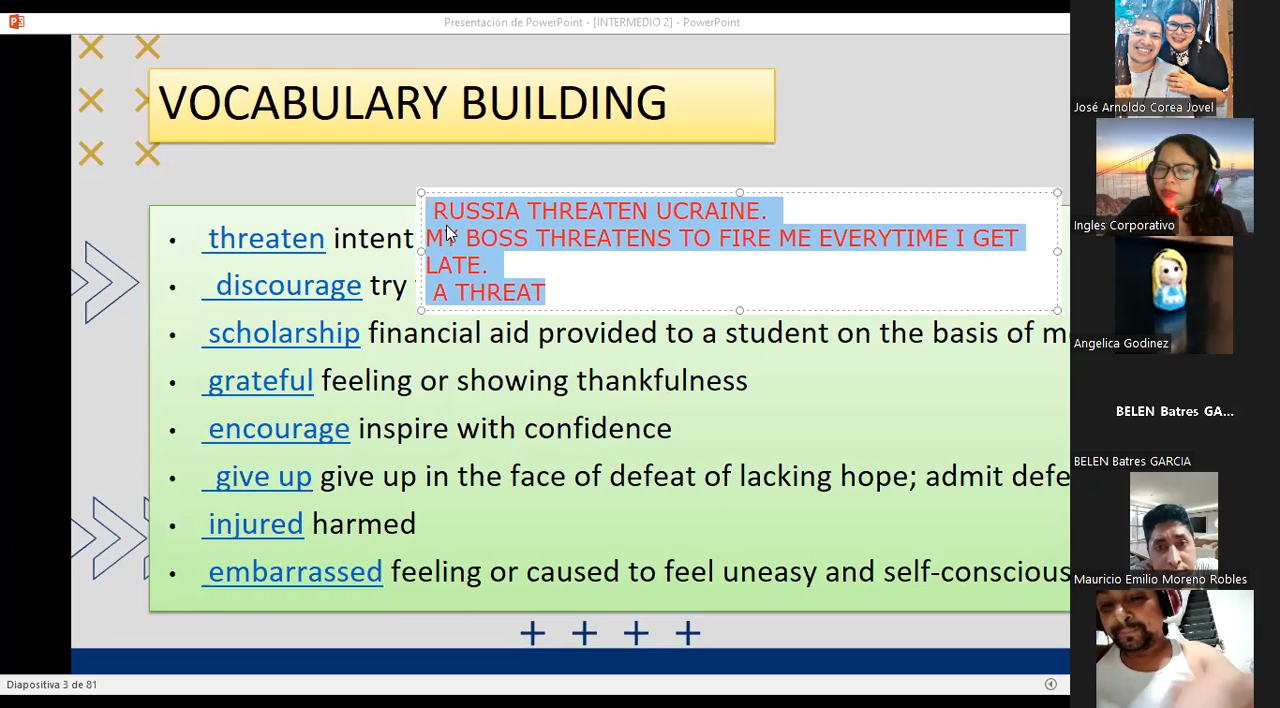 Presentación de PowerPoint - [INTERMEDIO 2] - PowerPoint
VOCABULARY BUILDING
RUSSIA THREATEN UCRAINE.
MY BOSS THREATENS TO FIRE ME EVERYTIME I GET
LATE.
A THREAT
threaten intent
discourage try
scholarship financial aid provided to a student on the basis of
grateful feeling or showing thankfulness
encourage inspire with confidence
give up give up in the face of defeat of lacking hope; admit
injured harmed
embarrassed feeling or caused to feel uneasy and self-conscious
Diapositiva 3 de 81
José Arnoldo Corea Jovel
Ingles Corporativo
Angelica Godinez
BELEN Batres GA...
BELEN Batres GARCIA
Mauricio Emilio Moreno Robles